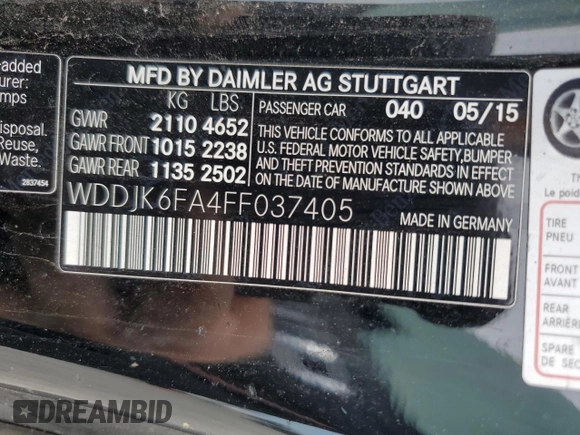 -added
urer:
mps
isposal.
Reuse,
Waste.
2837454
MFD BY DAIMLER AG STUTTGART
KG LBS
GVWR 2110 4652
GAWR FRONT 1015 2238
GAWR REAR 1135 2502
PASSENGER CAR 040 05/15
THIS VEHICLE CONFORMS TO ALL APPLICABLE
U.S. FEDERAL MOTOR VEHICLE SAFETY, BUMPER
AND THEFT PREVENTION STANDARDS IN EFFECT ON THE
DATE OF MANUFACTURE SHOWN ABOVE
MADE IN GERMANY
WDDJK6FA4FF037405
TIRE
PNEU
FRONT
AVANT
REAR
ARRIÈRE
SPARE
DE SEC
DREAMBID